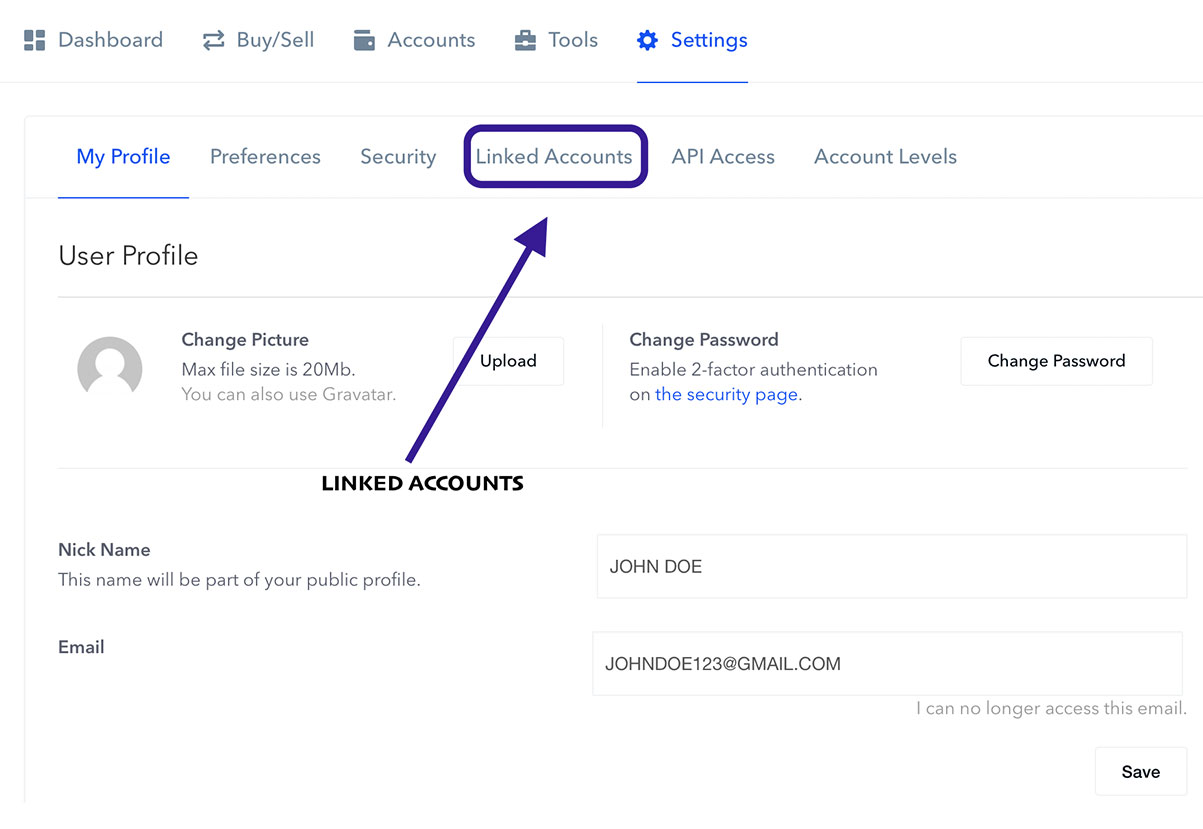 Dashboard Buy/Sell Accounts Tools Settings
My Profile Preferences Security Linked Accounts API Access Account Levels
User Profile
Change Picture
Max file size is 20Mb.
You can also use Gravatar.
Upload
Change Password
Enable 2-factor authentication
on the security page.
Change Password
LINKED ACCOUNTS
Nick Name
This name will be part of your public profile.
JOHN DOE
Email
JOHNDOE123@GMAIL.COM
I can no longer access this email.
Save